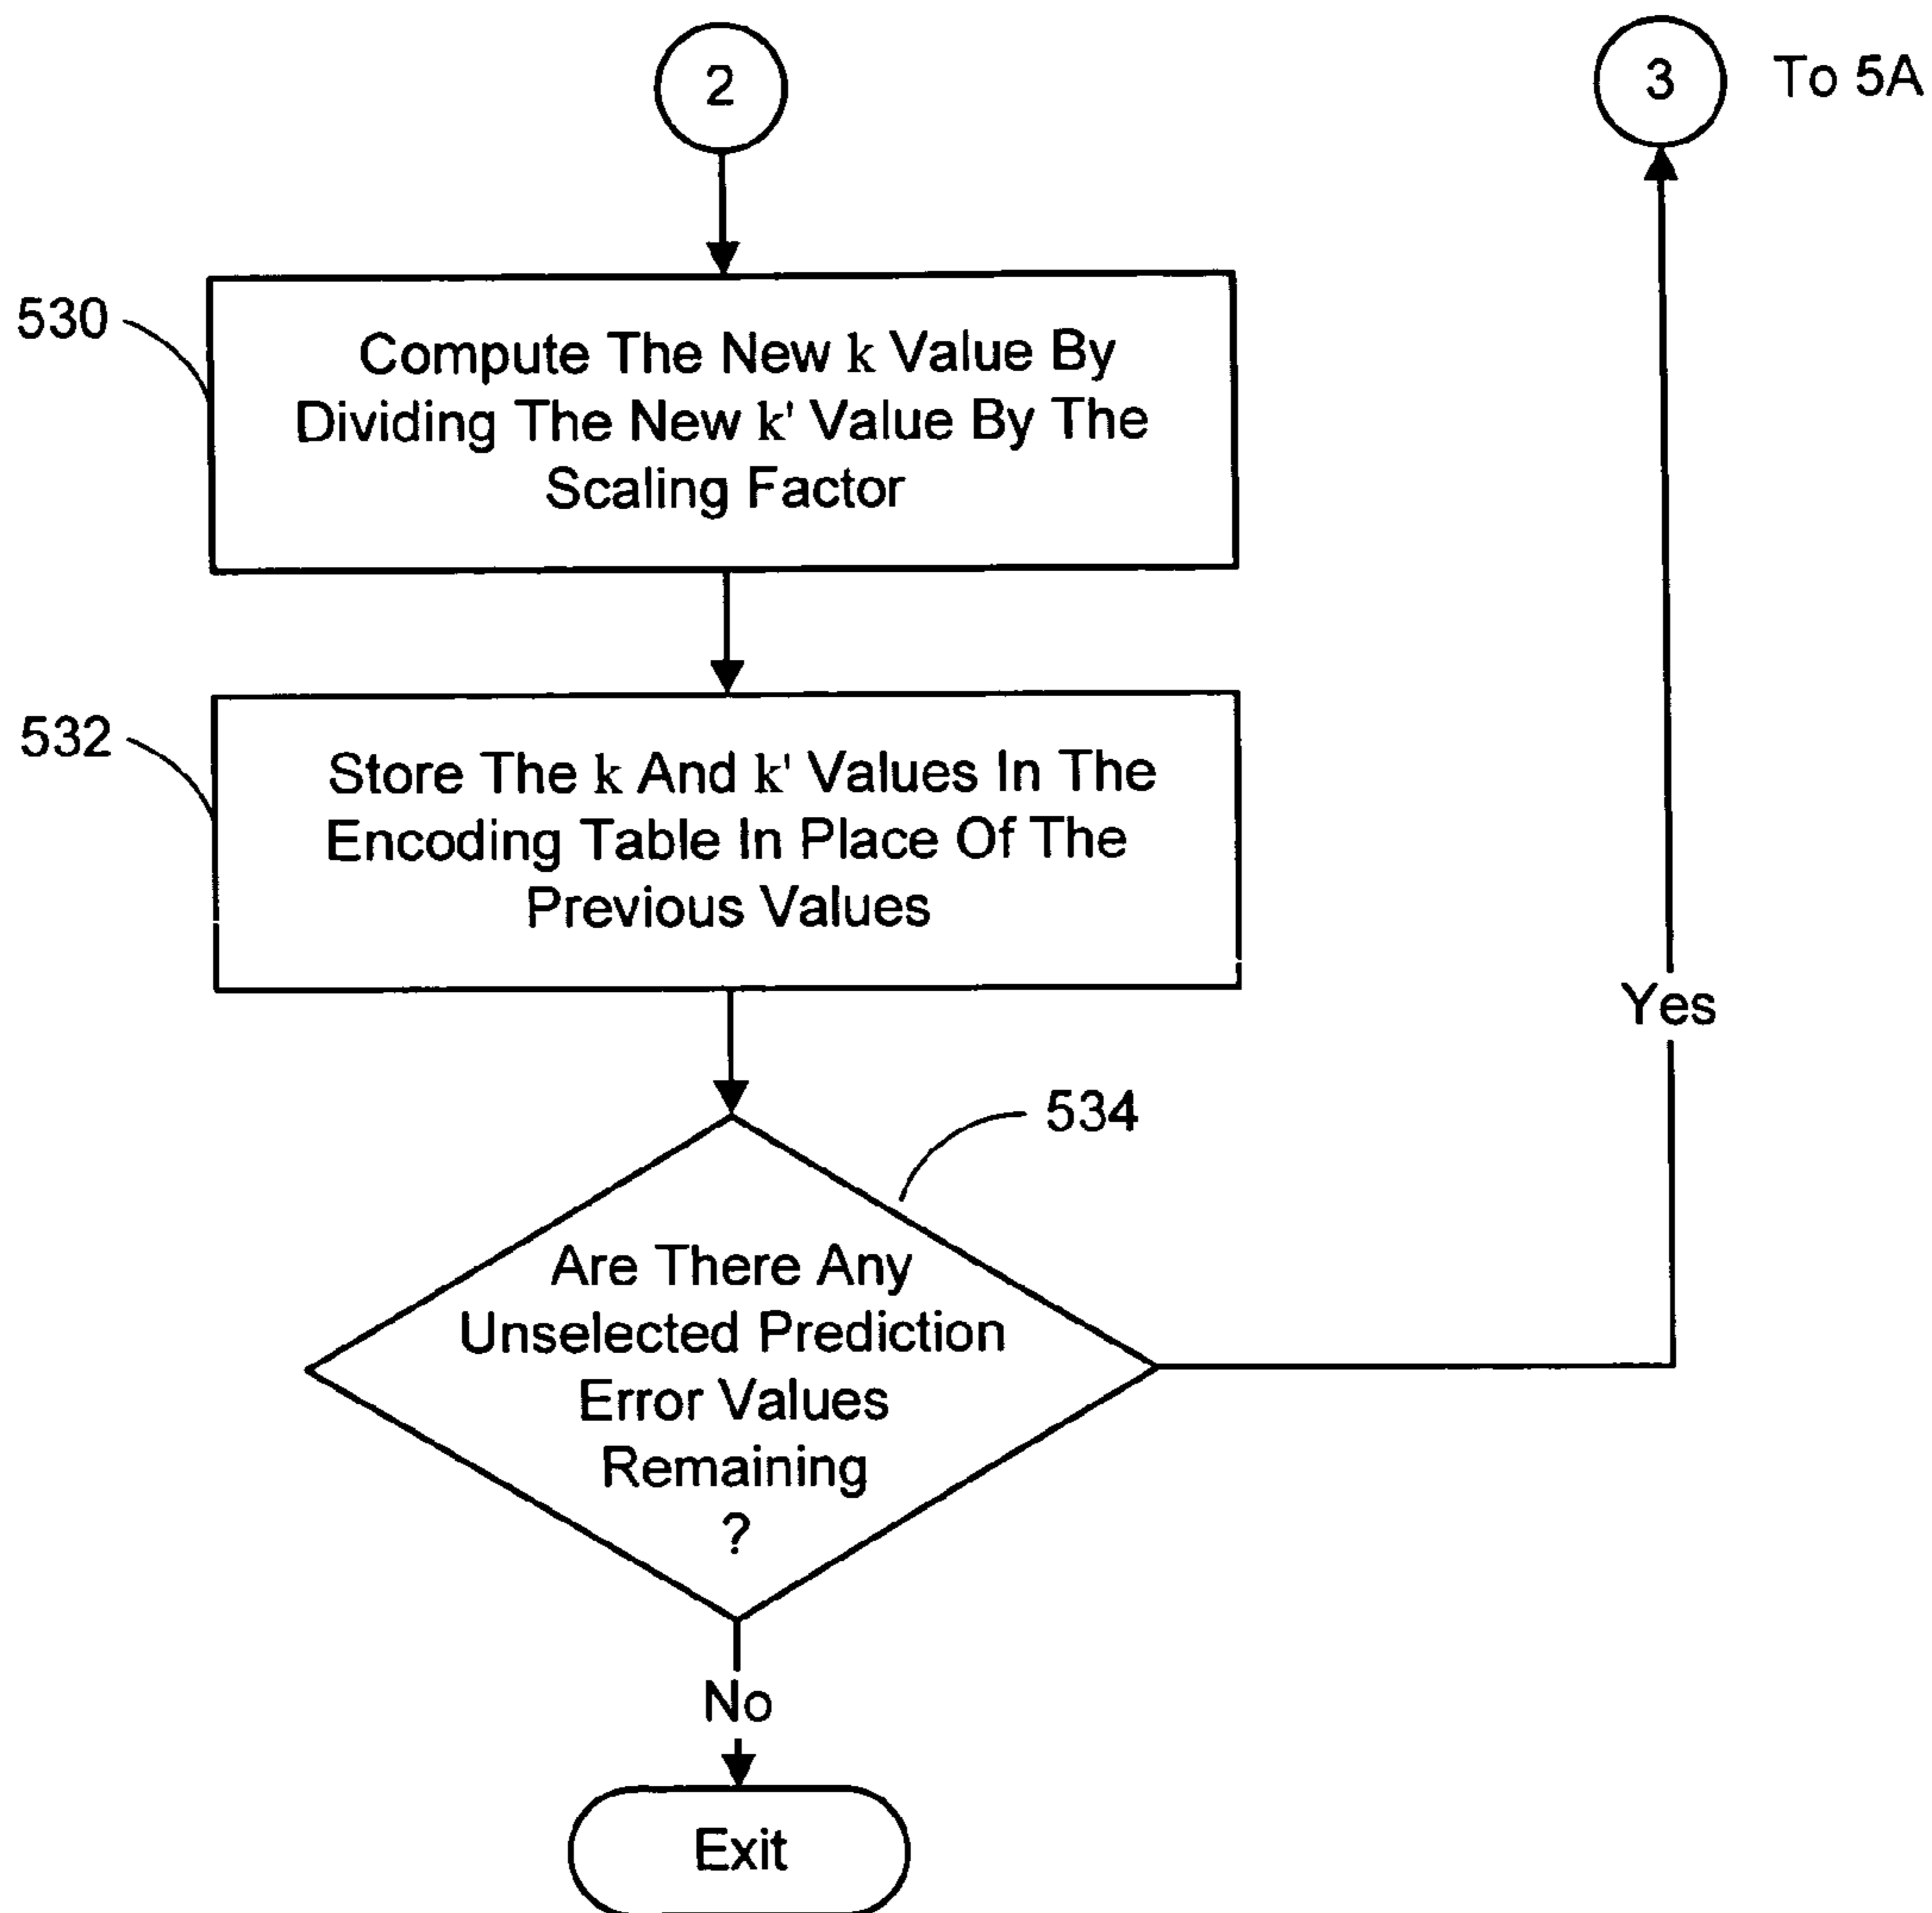 2
3
To 5A
530
Compute The New k Value By
Dividing The New k' Value By The
Scaling Factor
532
Store The k And k' Values In The
Encoding Table In Place Of The
Previous Values
Yes
534
Are There Any
Unselected Prediction
Error Values
Remaining
?
No
Exit